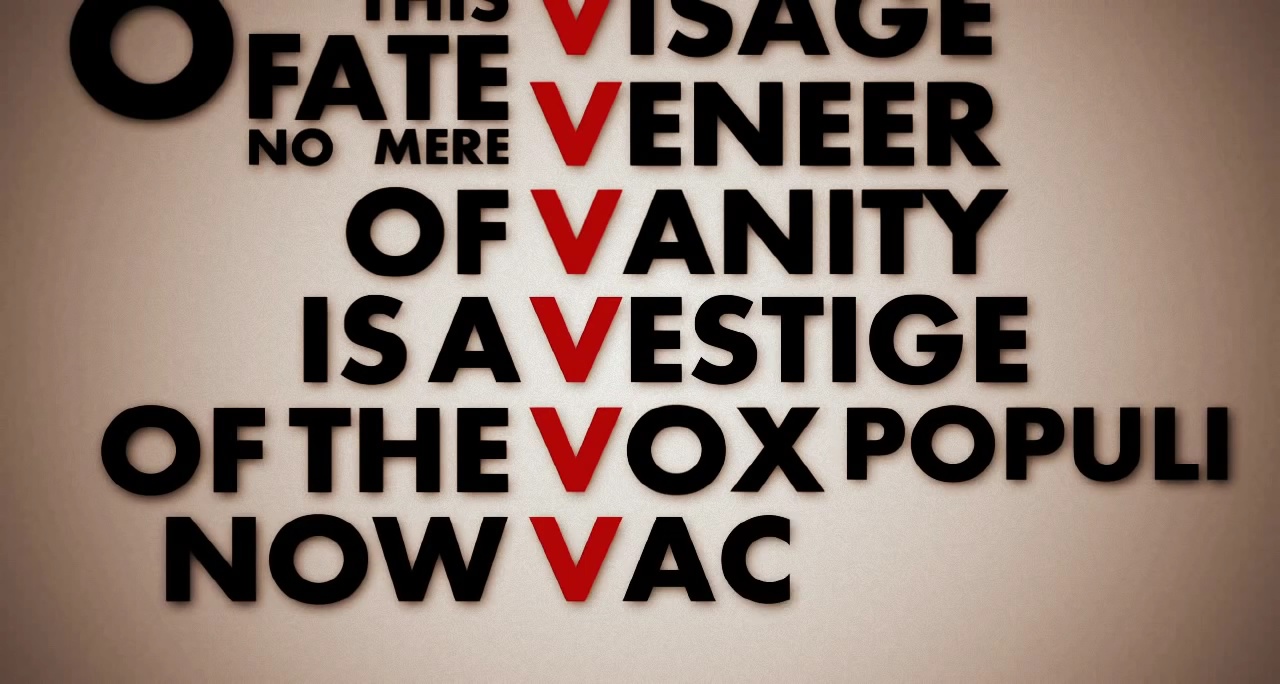 THIS VISAGE
O FATE VENEER
NO MERE
OF VANITY
IS A VESTIGE
OF THE VOX POPULI
NOW VAC